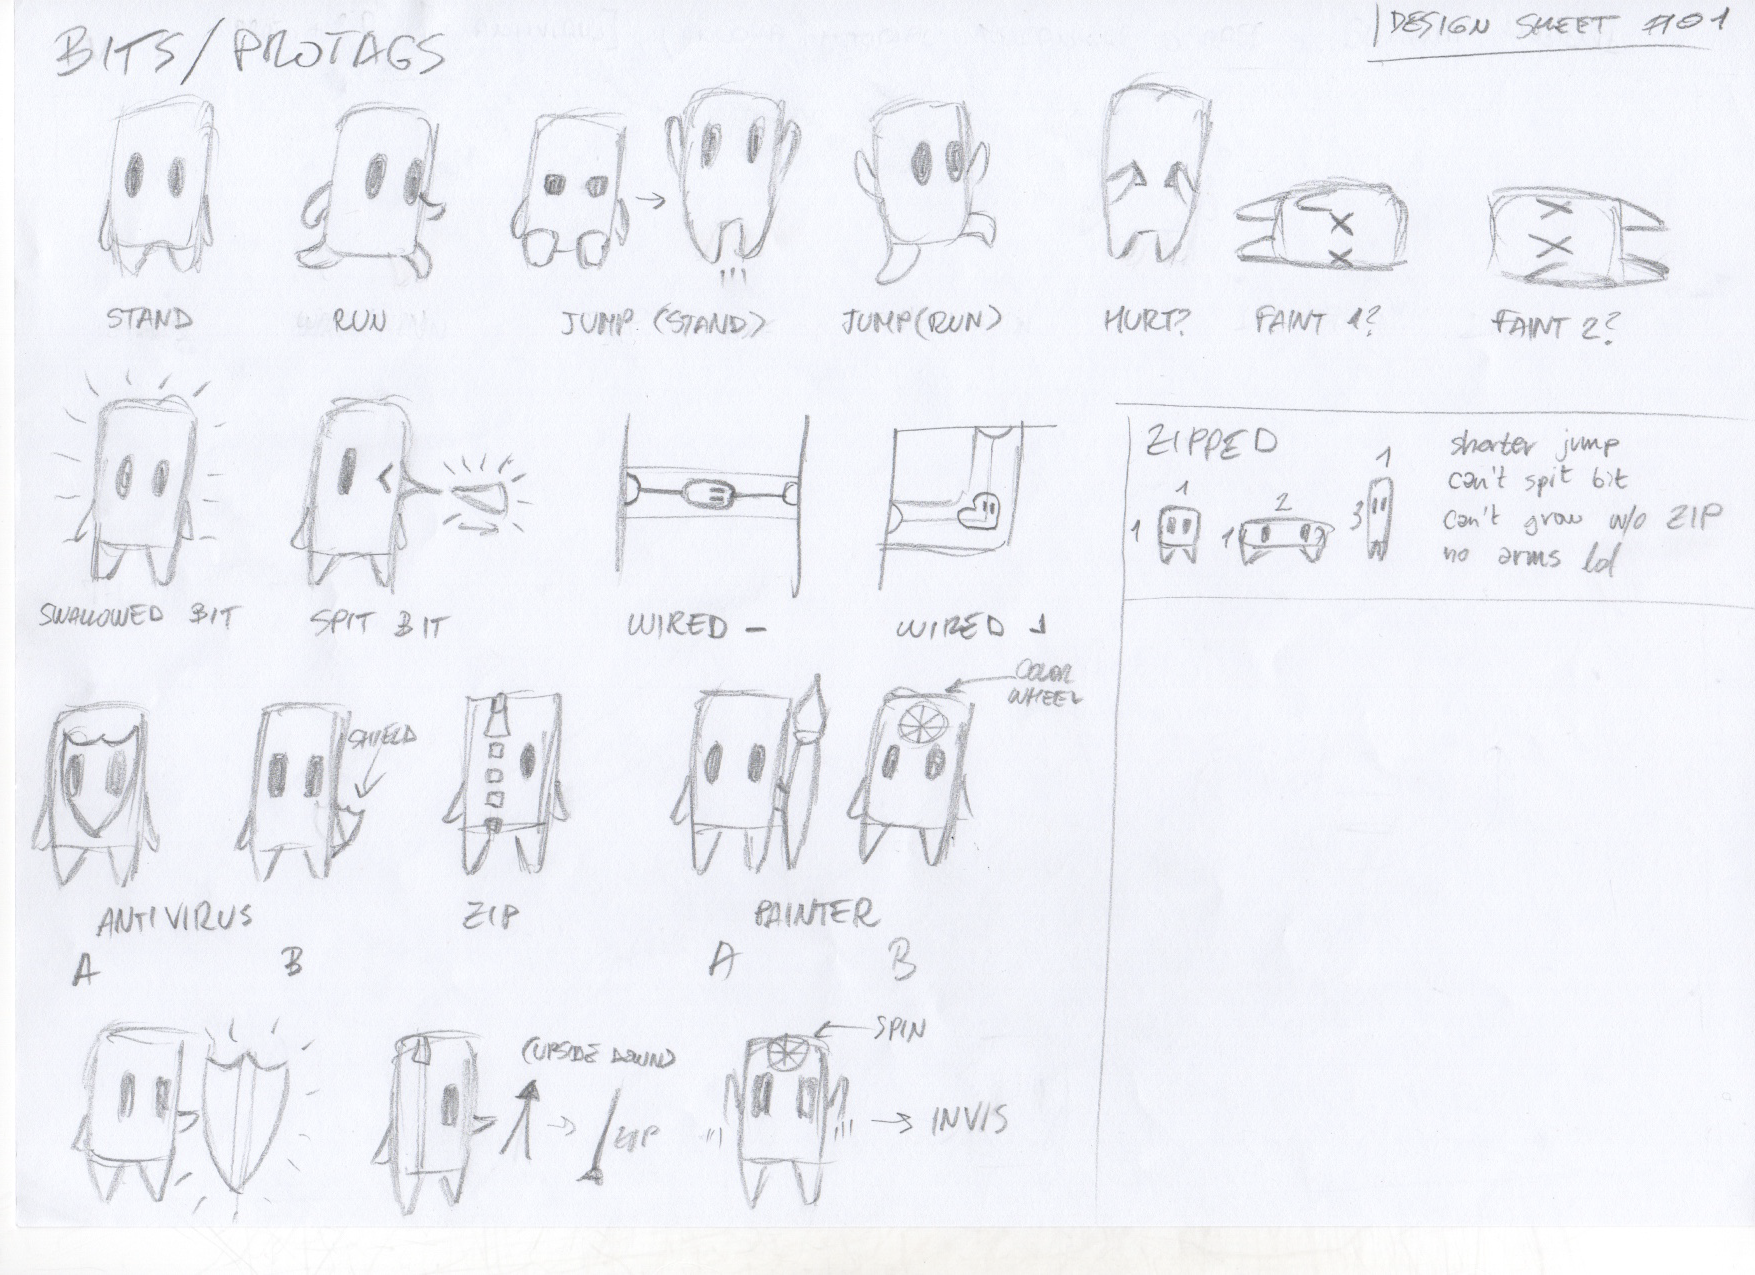 BITS/PROTAGS
DESIGN SHEET #01
STAND
RUN
JUMP (STAND)
JUMP (RUN)
HURT?
FAINT 1?
FAINT 2?
SWALLOWED BIT
SPIT BIT
WIRED –
WIRED ┘
ZIPPED
1
1
2
1
1
3
shorter jump
can't spit bit
can't grow w/o ZIP
no arms lol
SHIELD
COLOR
WHEEL
ANTIVIRUS
ZIP
PAINTER
A
B
A
B
(UPSIDE DOWN)
ZIP
SPIN
INVIS